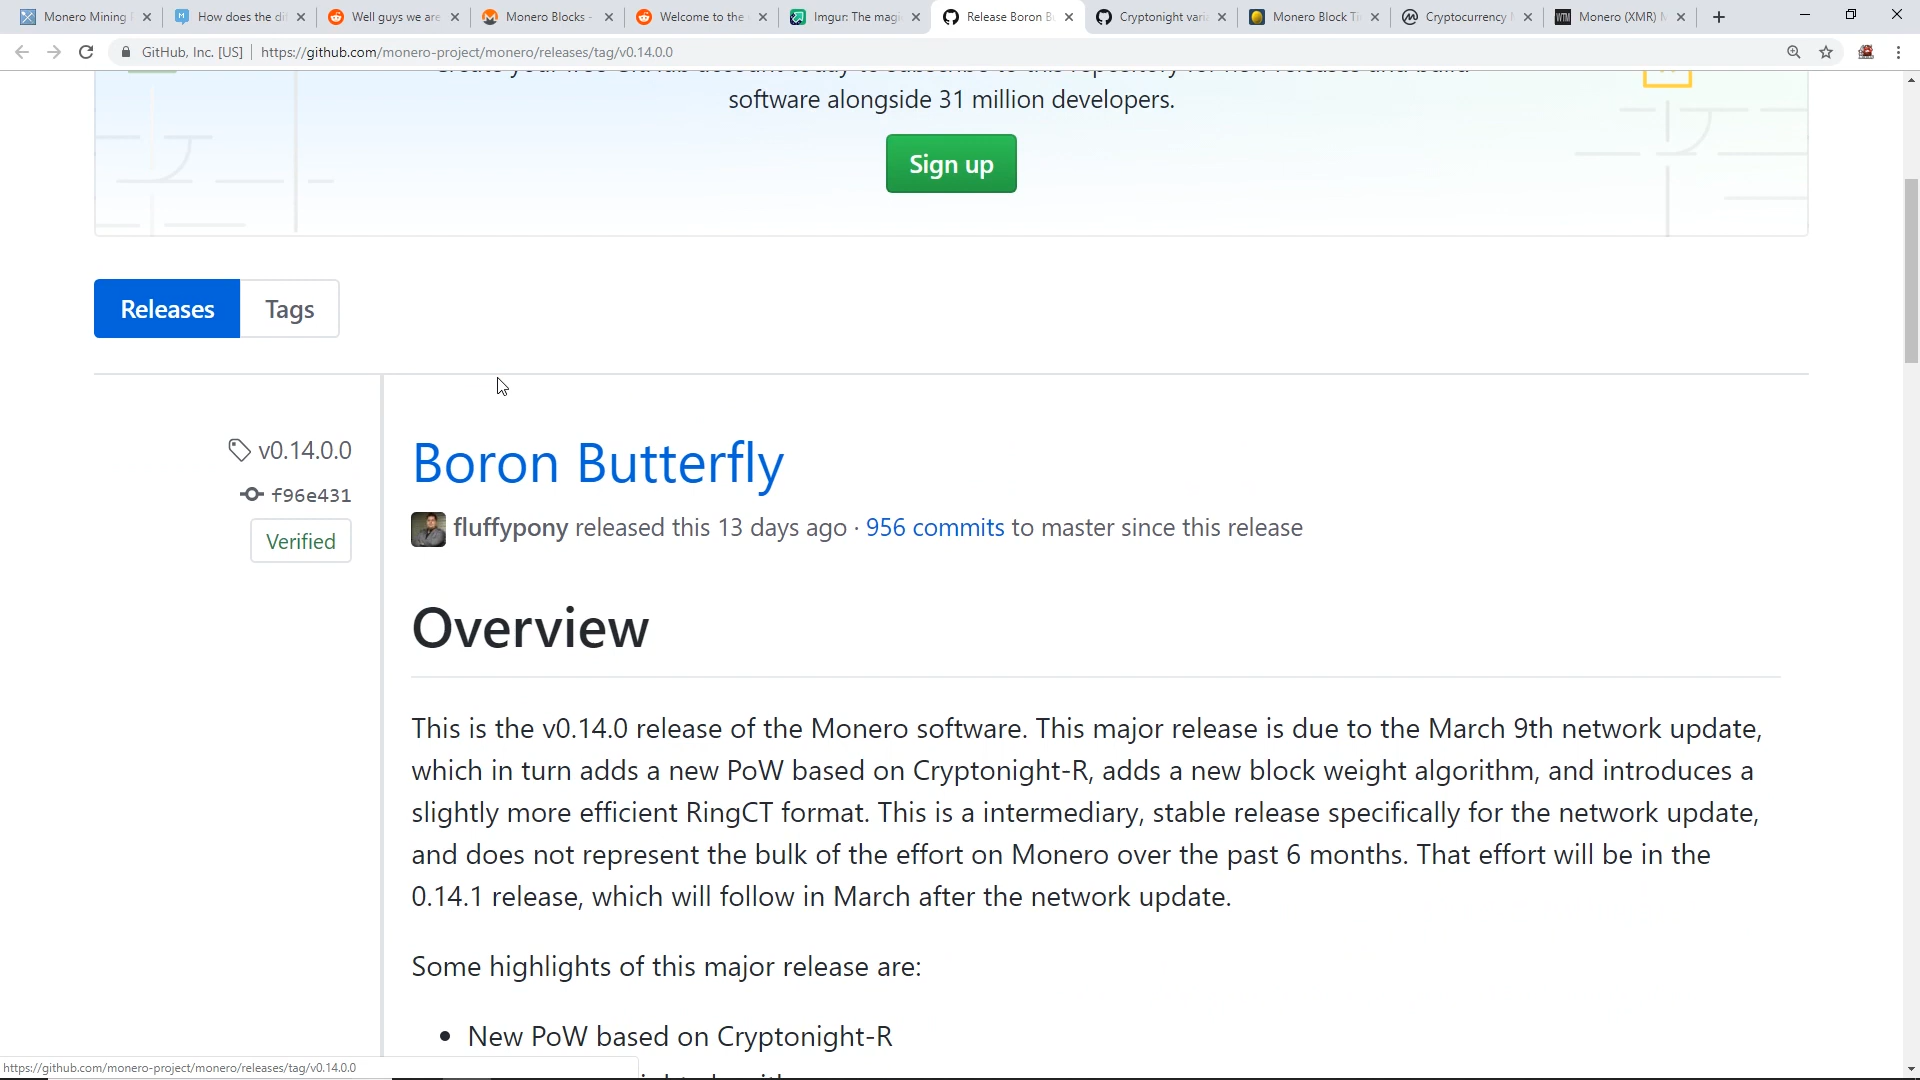 Monero Mining
How does the di
Well guys we are
Monero Blocks -
Welcome to the
Imgur: The magi
Release Boron B
Cryptonight vari
Monero Block Ti
Cryptocurrency
Monero (XMR)
GitHub, Inc. [US]
https://github.com/monero-project/monero/releases/tag/v0.14.0.0
software alongside 31 million developers.
Sign up
Releases
Tags
v0.14.0.0
f96e431
Verified
Boron Butterfly
fluffypony released this 13 days ago · 956 commits to master since this release
Overview
This is the v0.14.0 release of the Monero software. This major release is due to the March 9th network update,
which in turn adds a new PoW based on Cryptonight-R, adds a new block weight algorithm, and introduces a
slightly more efficient RingCT format. This is a intermediary, stable release specifically for the network update,
and does not represent the bulk of the effort on Monero over the past 6 months. That effort will be in the
0.14.1 release, which will follow in March after the network update.
Some highlights of this major release are:
• New PoW based on Cryptonight-R
https://github.com/monero-project/monero/releases/tag/v0.14.0.0